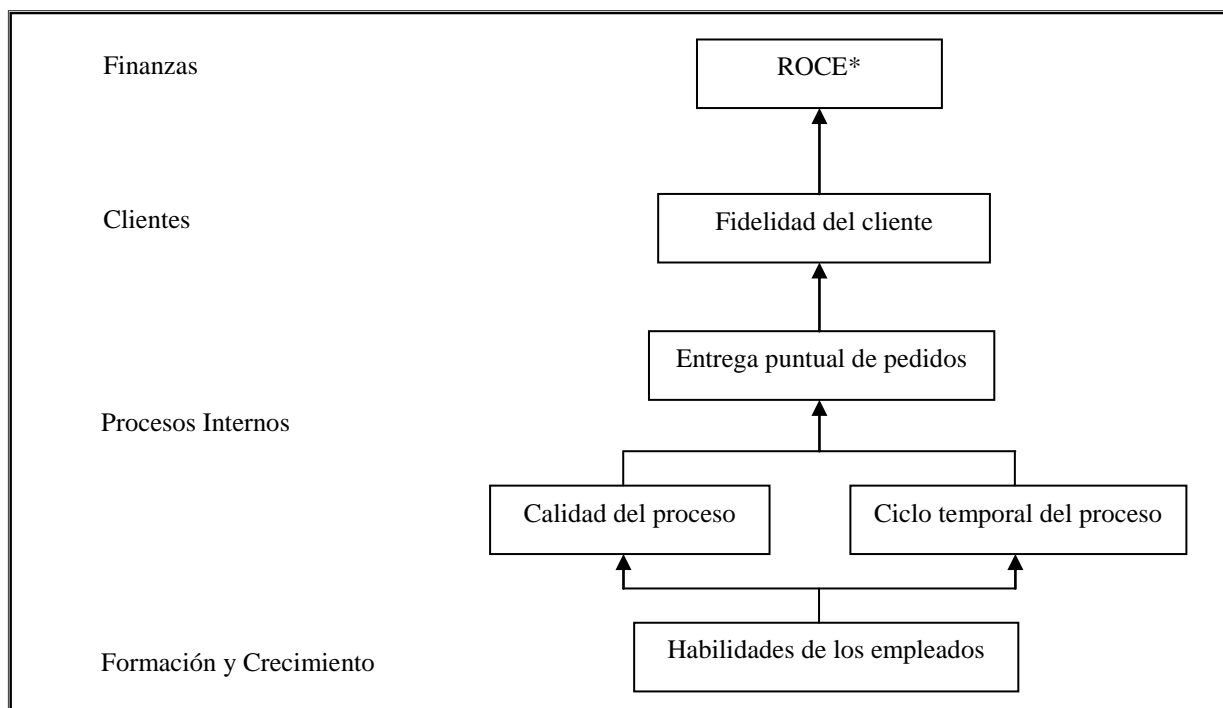 Finanzas
ROCE*
Clientes
Fidelidad del cliente
Entrega puntual de pedidos
Procesos Internos
Calidad del proceso
Ciclo temporal del proceso
Formación y Crecimiento
Habilidades de los empleados